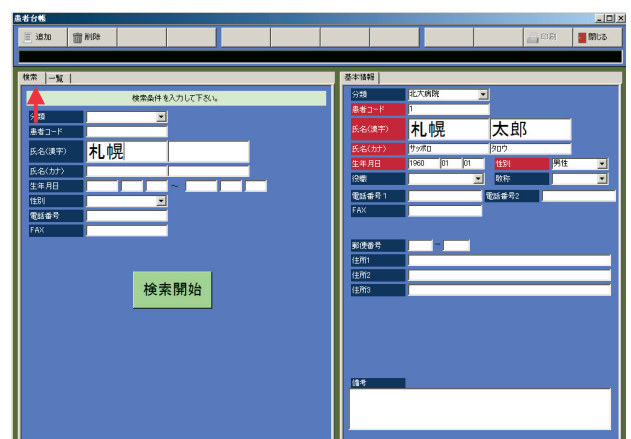 患者台帳
追加 削除 印刷 閉じる
検索 一覧
検索条件を入力して下さい。
分類
患者コード
氏名(漢字) 札幌
氏名(カナ)
生年月日 ～
性別
電話番号
FAX
検索開始
基本情報
分類 北大病院
患者コード 1
氏名(漢字) 札幌 太郎
氏名(カナ) サッポロ タロウ
生年月日 1960 01 01 性別 男性
役職 敬称
電話番号1 電話番号2
FAX
郵便番号 -
住所1
住所2
住所3
備考